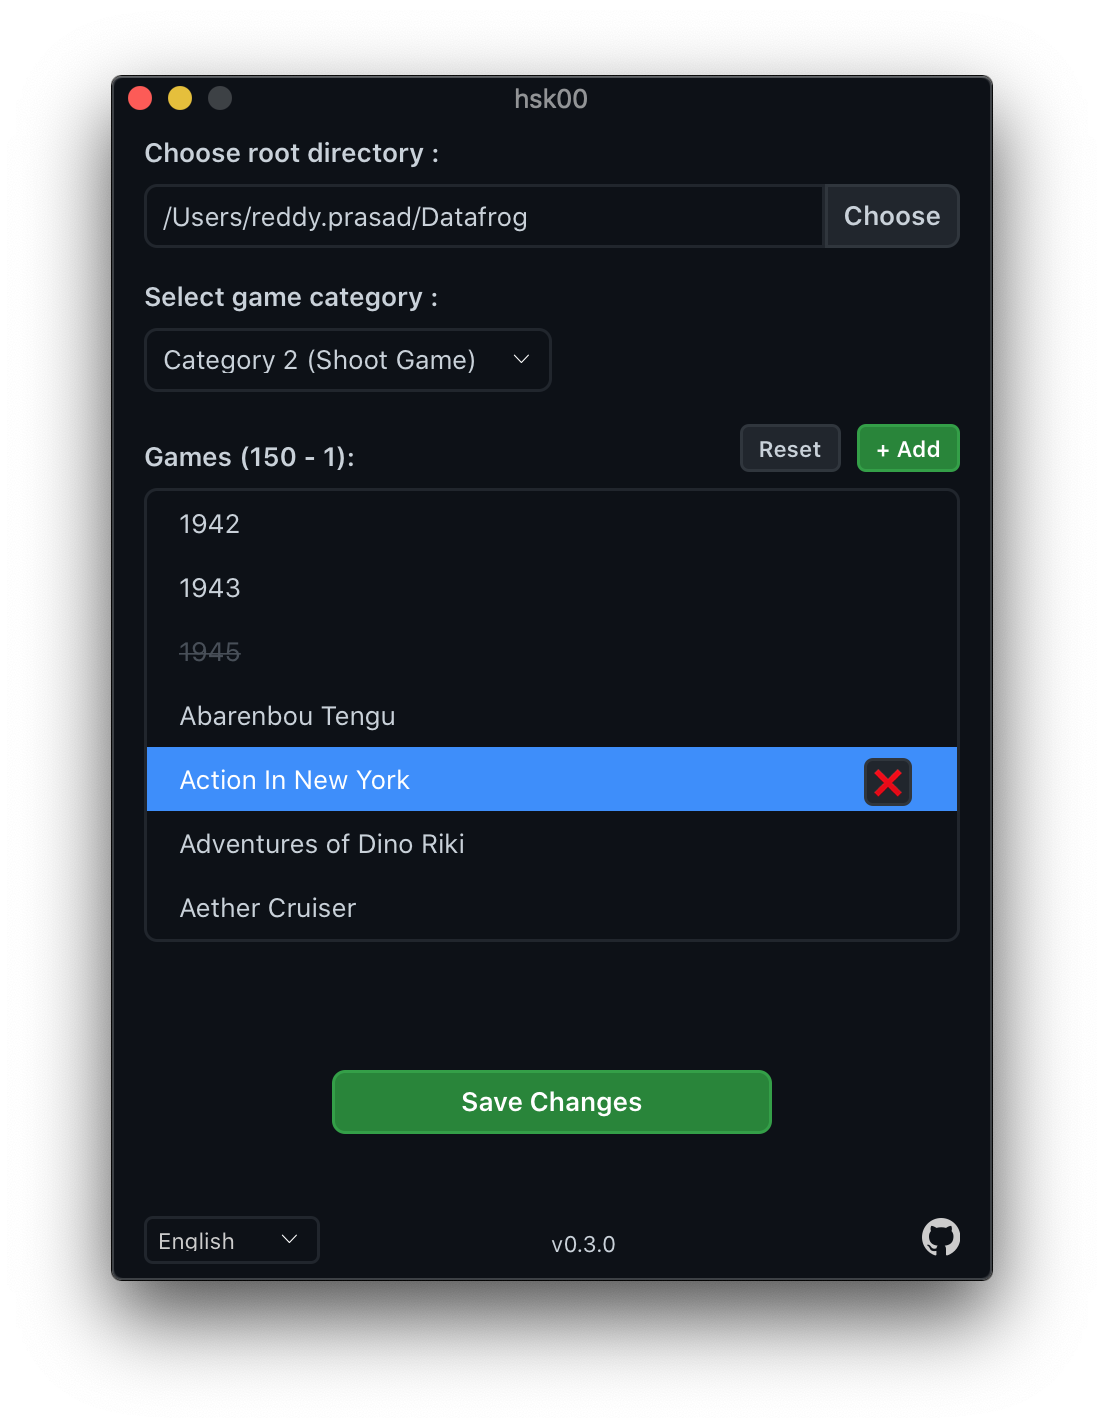 hsk00
Choose root directory :
/Users/reddy.prasad/Datafrog
Choose
Select game category :
Category 2 (Shoot Game)
Games (150 - 1):
Reset
+ Add
1942
1943
1945
Abarenbou Tengu
Action In New York
Adventures of Dino Riki
Aether Cruiser
Save Changes
English
v0.3.0